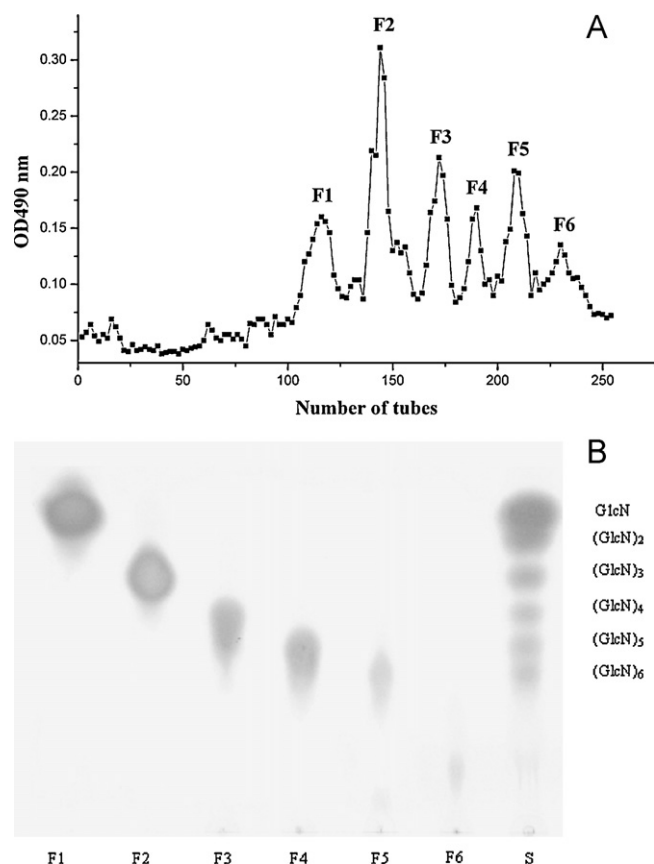 A
F2
0.30
0.25
F3
F5
0.20
F4
F1
F6
0.15
0.10
0.05
OD490 nm
0
50
100
150
200
250
Number of tubes
B
GlcN
(GlcN)2
(GlcN)3
(GlcN)4
(GlcN)5
(GlcN)6
F1 F2 F3 F4 F5 F6 S